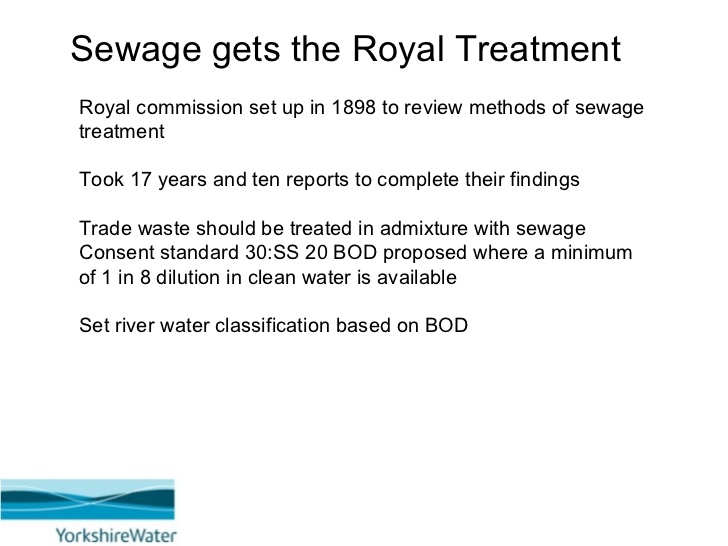 Sewage gets the Royal Treatment
Royal commission set up in 1898 to review methods of sewage
treatment
Took 17 years and ten reports to complete their findings
Trade waste should be treated in admixture with sewage
Consent standard 30:SS 20 BOD proposed where a minimum
of 1 in 8 dilution in clean water is available
Set river water classification based on BOD
YorkshireWater